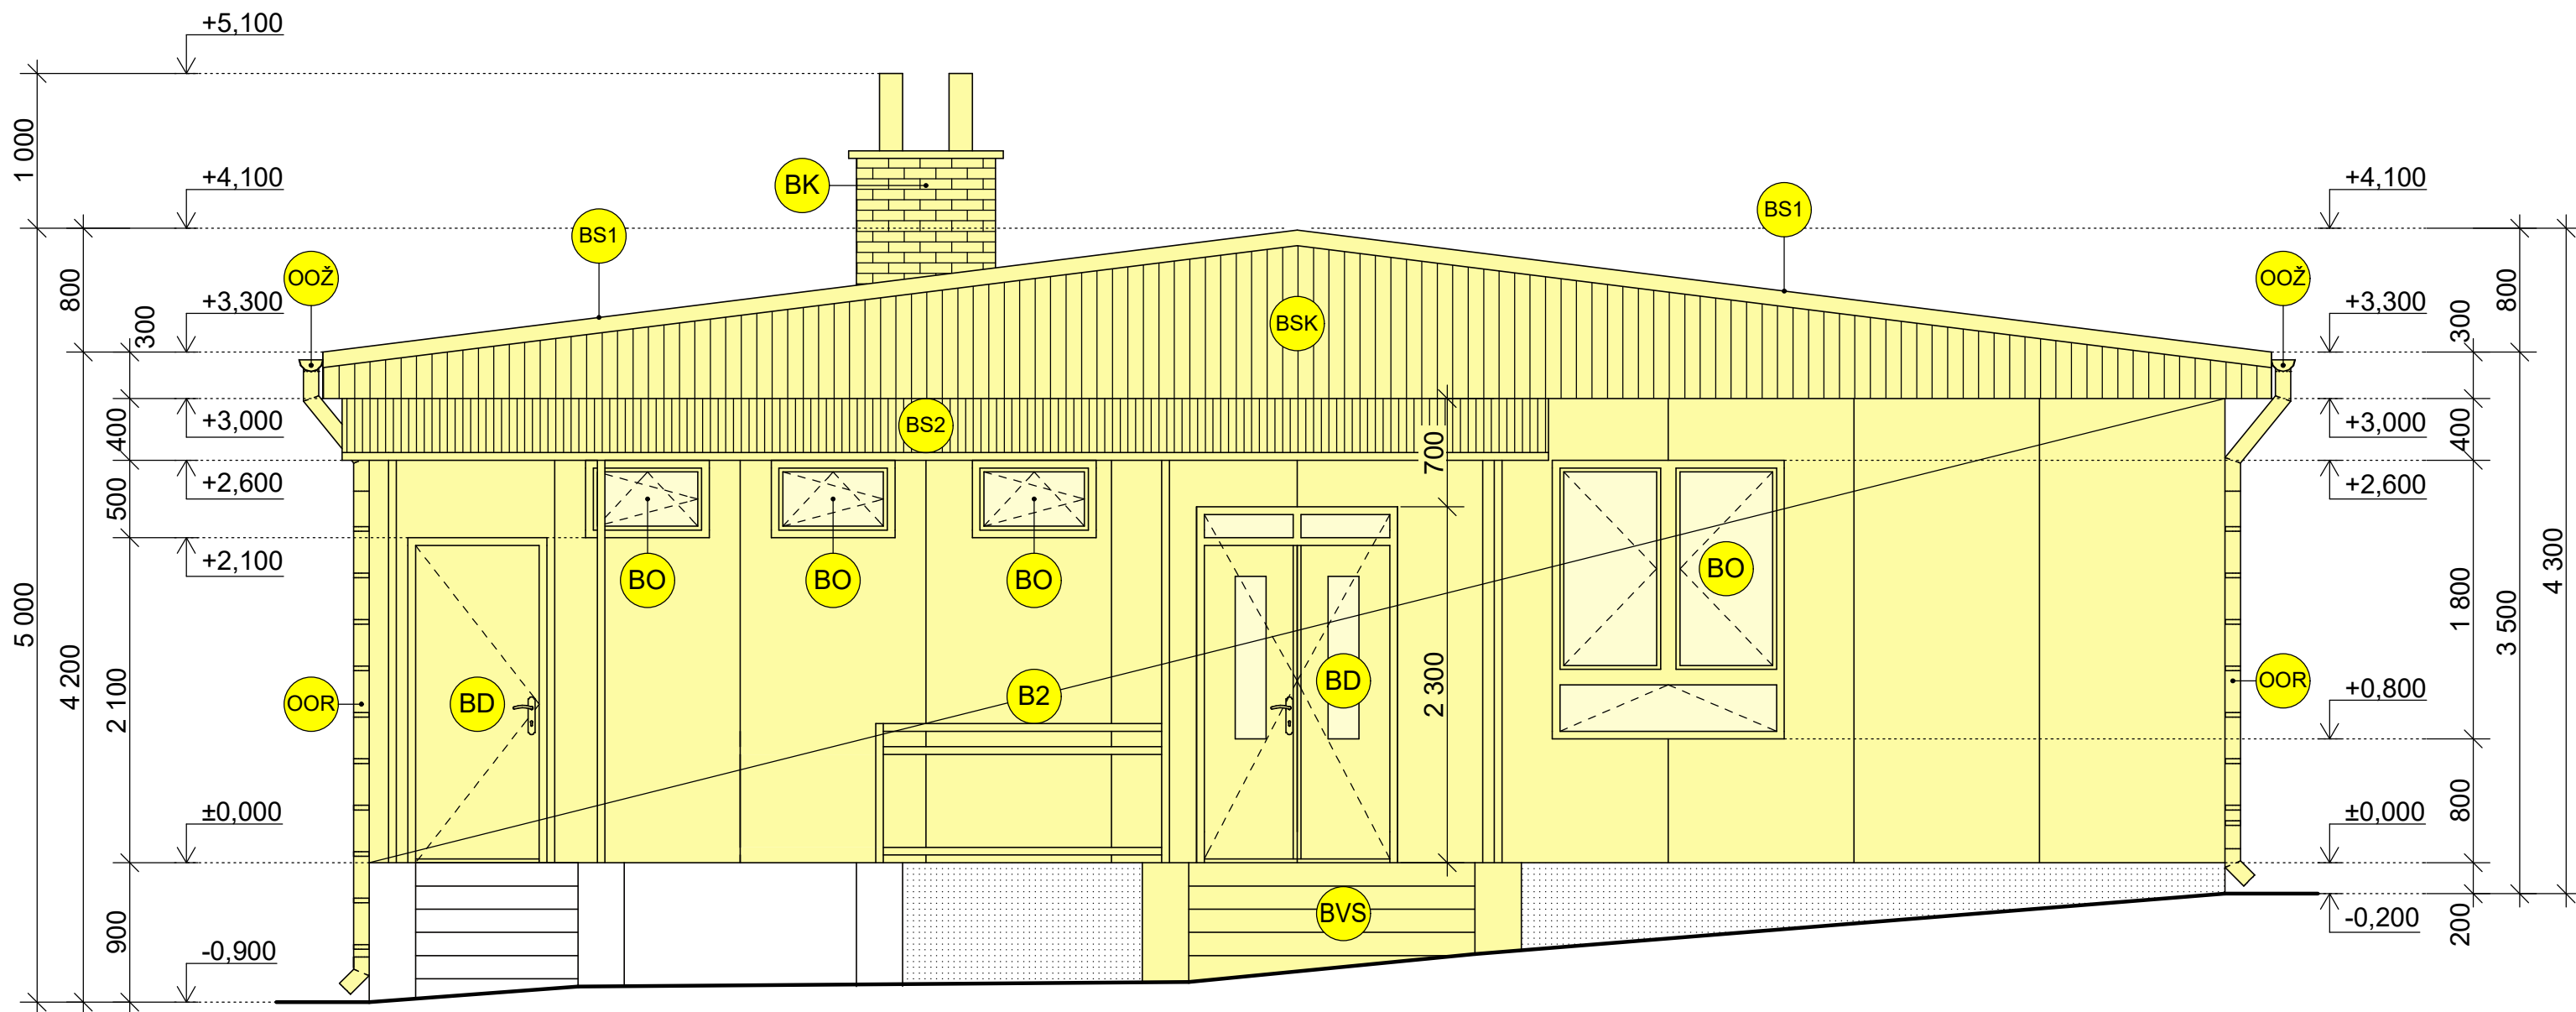 +5,100
1 000
+4,100
BK
BS1
BS1
+4,100
OOŽ
OOŽ
800
+3,300
300
BSK
+3,300
300
800
400
+3,000
BS2
700
+3,000
400
500
+2,600
+2,600
+2,100
BO
BO
BO
BO
5 000
4 200
2 100
OOR
BD
B2
2 300
BD
OOR
+0,800
1 800
3 500
4 300
±0,000
±0,000
800
900
-0,900
BVS
-0,200
200